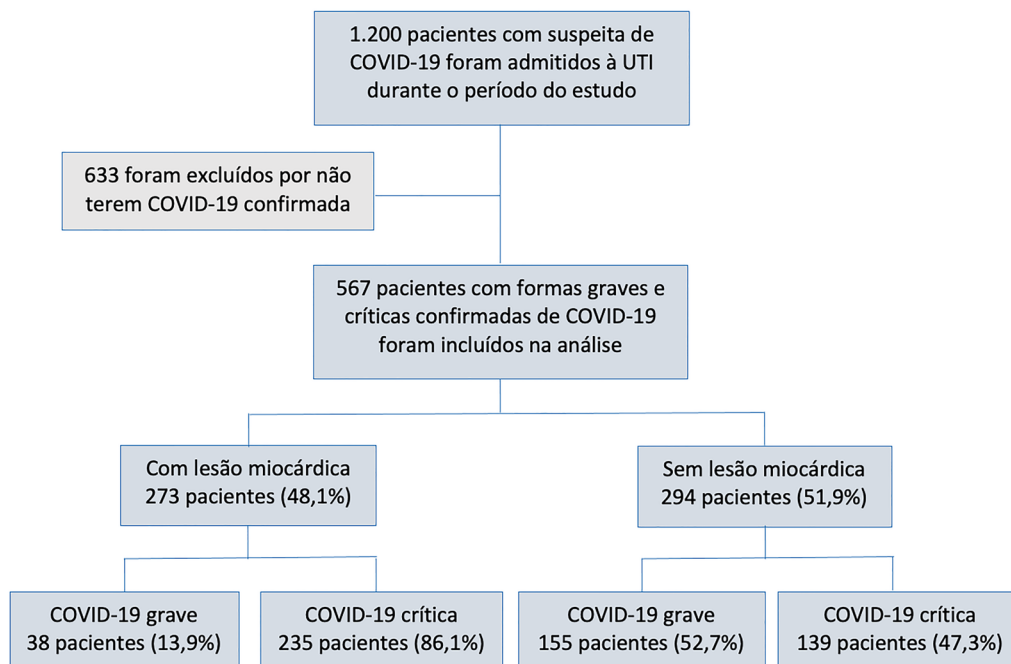 1.200 pacientes com suspeita de
COVID-19 foram admitidos à UTI
durante o período do estudo
633 foram excluídos por não
terem COVID-19 confirmada
567 pacientes com formas graves e
críticas confirmadas de COVID-19
foram incluídos na análise
Com lesão miocárdica
273 pacientes (48,1%)
Sem lesão miocárdica
294 pacientes (51,9%)
COVID-19 grave
38 pacientes (13,9%)
COVID-19 crítica
235 pacientes (86,1%)
COVID-19 grave
155 pacientes (52,7%)
COVID-19 crítica
139 pacientes (47,3%)